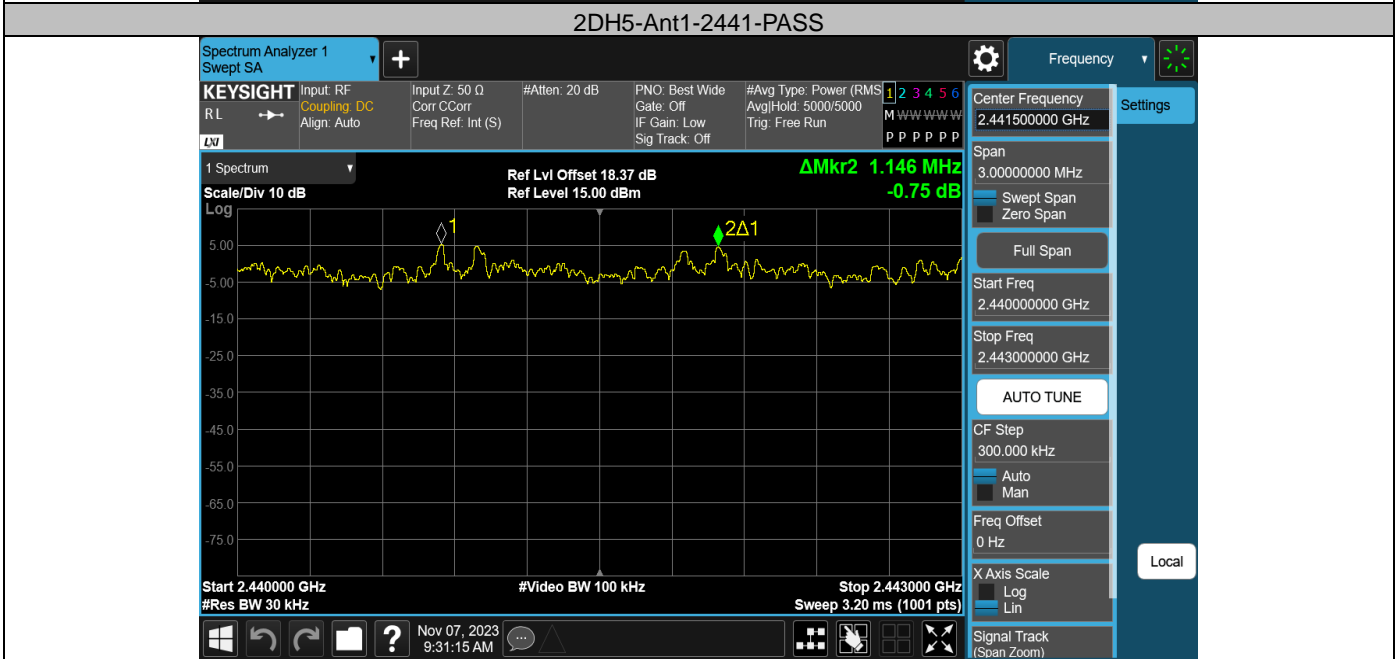 2DH5-Ant1-2441-PASS
Spectrum Analyzer 1
Swept SA
+
Frequency
KEYSIGHT
RL
LXI
Input: RF
Coupling: DC
Align: Auto
Input Z: 50 Ω
Corr CCorr
Freq Ref: Int (S)
#Atten: 20 dB
PNO: Best Wide
Gate: Off
IF Gain: Low
Sig Track: Off
#Avg Type: Power (RMS
Avg|Hold: 5000/5000
Trig: Free Run
1 2 3 4 5 6
M W W W W W
P P P P P P
1 Spectrum
Scale/Div 10 dB
Log
Ref Lvl Offset 18.37 dB
Ref Level 15.00 dBm
ΔMkr2 1.146 MHz
-0.75 dB
1
2Δ1
5.00
-5.00
-15.0
-25.0
-35.0
-45.0
-55.0
-65.0
-75.0
Start 2.440000 GHz
#Video BW 100 kHz
Stop 2.443000 GHz
#Res BW 30 kHz
Sweep 3.20 ms (1001 pts)
Center Frequency
2.441500000 GHz
Settings
Span
3.00000000 MHz
Swept Span
Zero Span
Full Span
Start Freq
2.440000000 GHz
Stop Freq
2.443000000 GHz
AUTO TUNE
CF Step
300.000 kHz
Auto
Man
Freq Offset
0 Hz
X Axis Scale
Log
Lin
Signal Track
(Span Zoom)
Local
?
Nov 07, 2023
9:31:15 AM